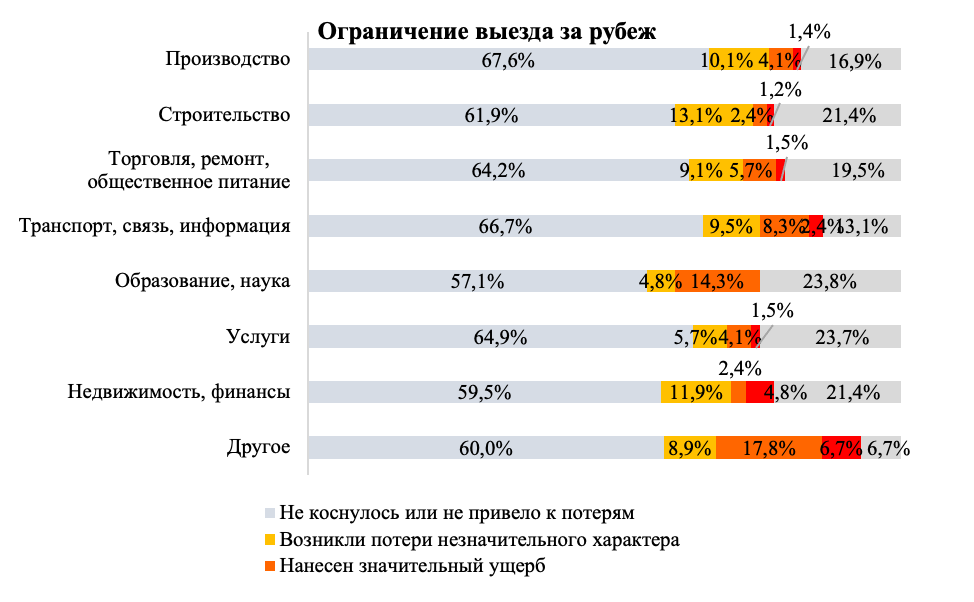 Ограничение выезда за рубеж
1,4%
Производство 67,6% 10,1% 4,1% 16,9%
1,2%
Строительство 61,9% 13,1% 2,4% 21,4%
1,5%
Торговля, ремонт,
общественное питание 64,2% 9,1% 5,7% 19,5%
Транспорт, связь, информация 66,7% 9,5% 8,3% 2,4% 13,1%
Образование, наука 57,1% 4,8% 14,3% 23,8%
1,5%
Услуги 64,9% 5,7% 4,1% 23,7%
2,4%
Недвижимость, финансы 59,5% 11,9% 4,8% 21,4%
Другое 60,0% 8,9% 17,8% 6,7% 6,7%
Не коснулось или не привело к потерям
Возникли потери незначительного характера
Нанесен значительный ущерб